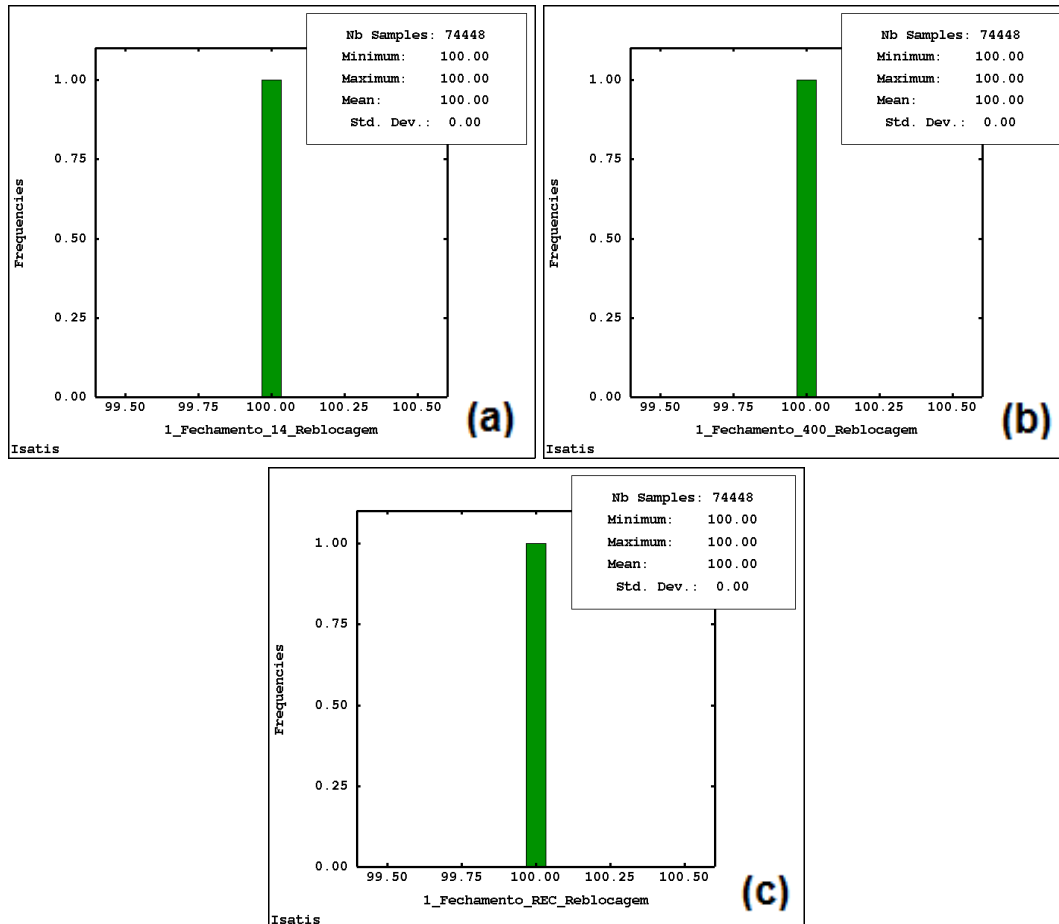 Nb Samples: 74448
Minimum: 100.00
Maximum: 100.00
Mean: 100.00
Std. Dev.: 0.00
1.00
0.75
0.50
0.25
0.00
Frequencies
99.50 99.75 100.00 100.25 100.50
1_Fechamento_14_Reblocagem
(a)
Isatis
Nb Samples: 74448
Minimum: 100.00
Maximum: 100.00
Mean: 100.00
Std. Dev.: 0.00
1.00
0.75
0.50
0.25
0.00
Frequencies
99.50 99.75 100.00 100.25 100.50
1_Fechamento_400_Reblocagem
(b)
Isatis
Nb Samples: 74448
Minimum: 100.00
Maximum: 100.00
Mean: 100.00
Std. Dev.: 0.00
1.00
0.75
0.50
0.25
0.00
Frequencies
99.50 99.75 100.00 100.25 100.50
1_Fechamento_REC_Reblocagem
(c)
Isatis